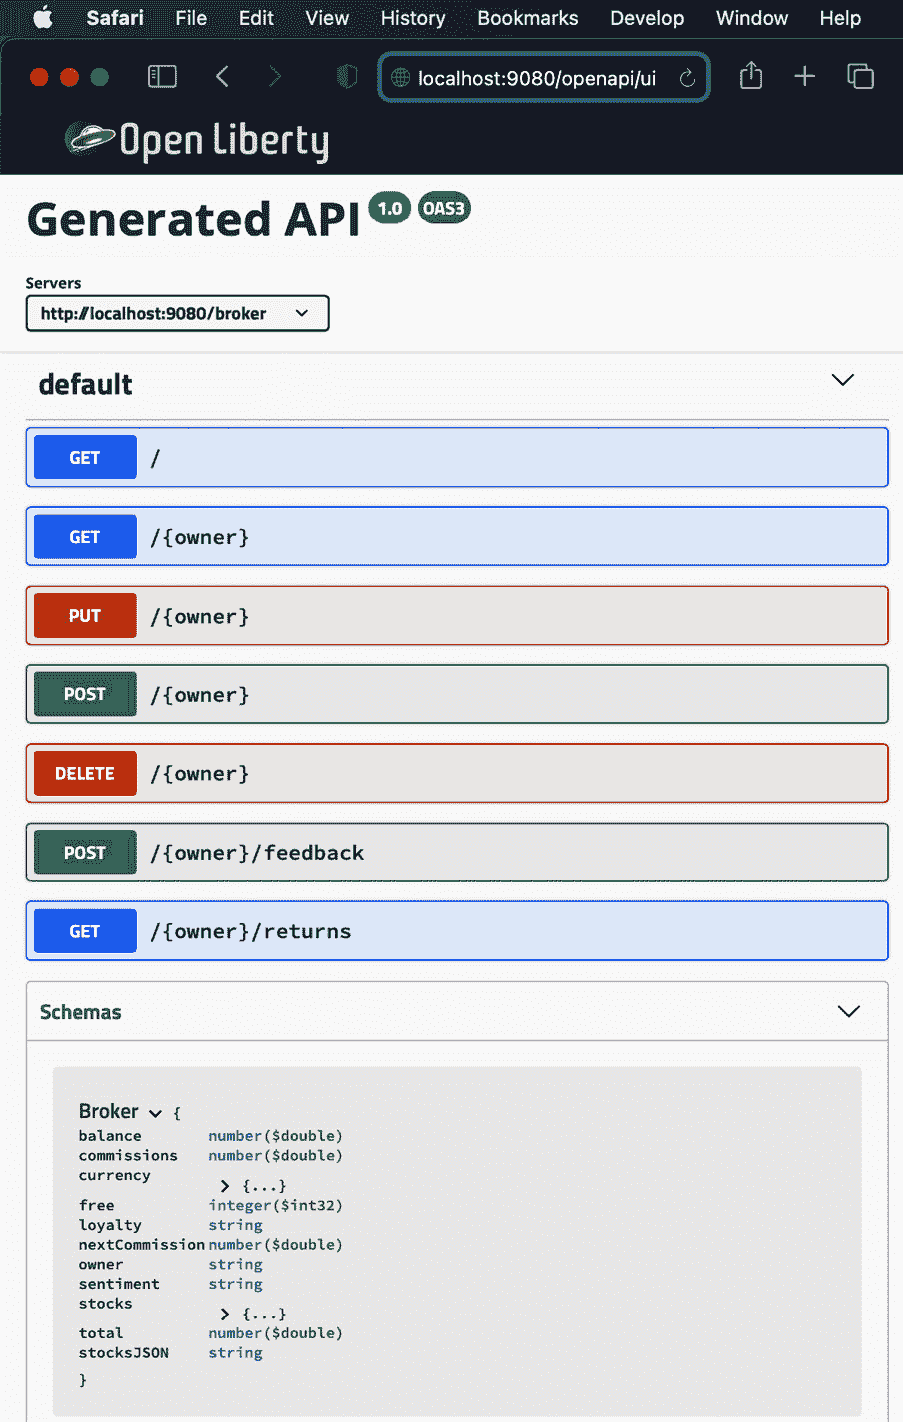 Safari File Edit View History Bookmarks Develop Window Help
localhost:9080/openapi/ui
Open Liberty
Generated API 1.0 OAS3
Servers
http://localhost:9080/broker
default
GET /
GET /{owner}
PUT /{owner}
POST /{owner}
DELETE /{owner}
POST /{owner}/feedback
GET /{owner}/returns
Schemas
Broker {
balance number($double)
commissions number($double)
currency
{...}
free integer($int32)
loyalty string
nextCommission number($double)
owner string
sentiment string
stocks
{...}
total number($double)
stocksJSON string
}